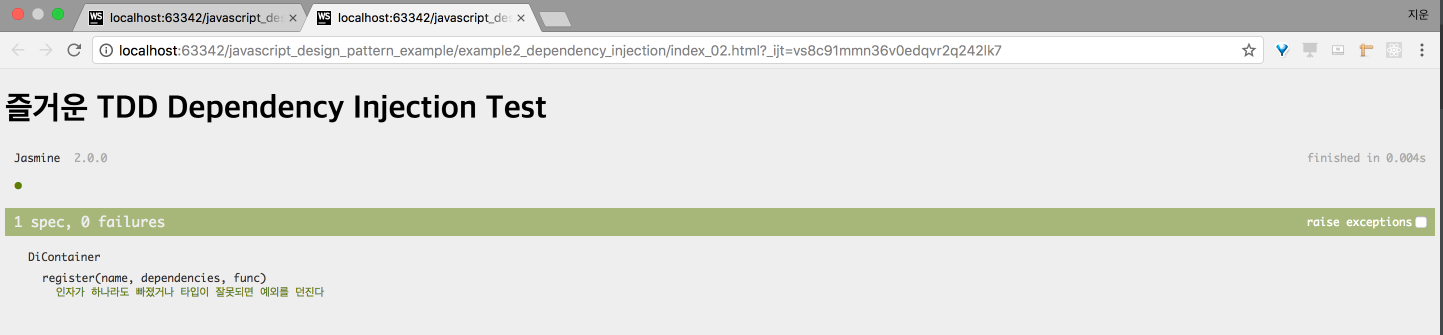 WS localhost:63342/javascript_de
WS localhost:63342/javascript_de
지운
localhost:63342/javascript_design_pattern_example/example2_dependency_injection/index_02.html?_ijt=vs8c91mmn36v0edqvr2q242lk7
즐거운 TDD Dependency Injection Test
Jasmine 2.0.0
finished in 0.004s
1 spec, 0 failures
raise exceptions
DiContainer
register(name, dependencies, func)
인자가 하나라도 빠졌거나 타입이 잘못되면 예외를 던진다